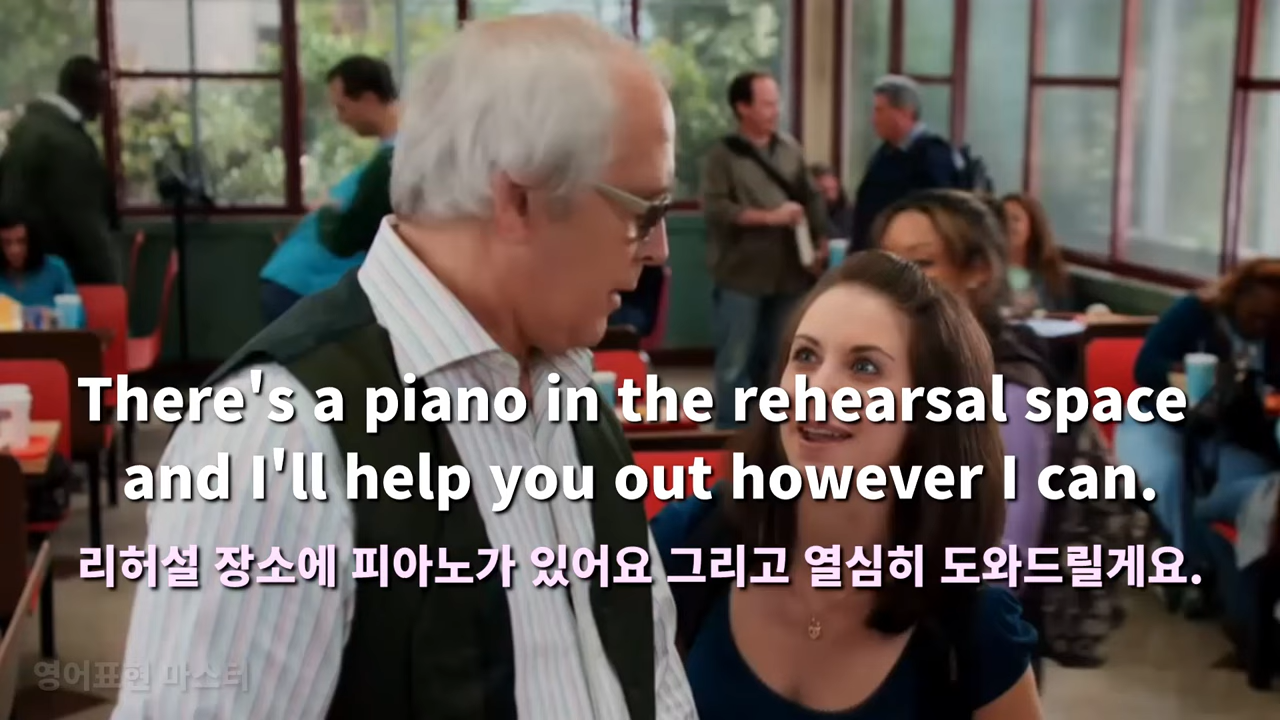 There's a piano in the rehearsal space
and I'll help you out however I can.
리허설 장소에 피아노가 있어요 그리고 열심히 도와드릴게요.
영어표현 마스터